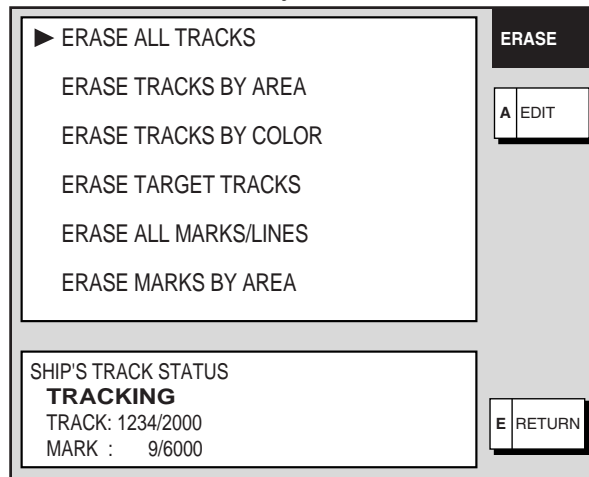 ▶ ERASE ALL TRACKS
ERASE TRACKS BY AREA
ERASE TRACKS BY COLOR
ERASE TARGET TRACKS
ERASE ALL MARKS/LINES
ERASE MARKS BY AREA
ERASE
A EDIT
SHIP'S TRACK STATUS
TRACKING
TRACK: 1234/2000
MARK : 9/6000
E RETURN